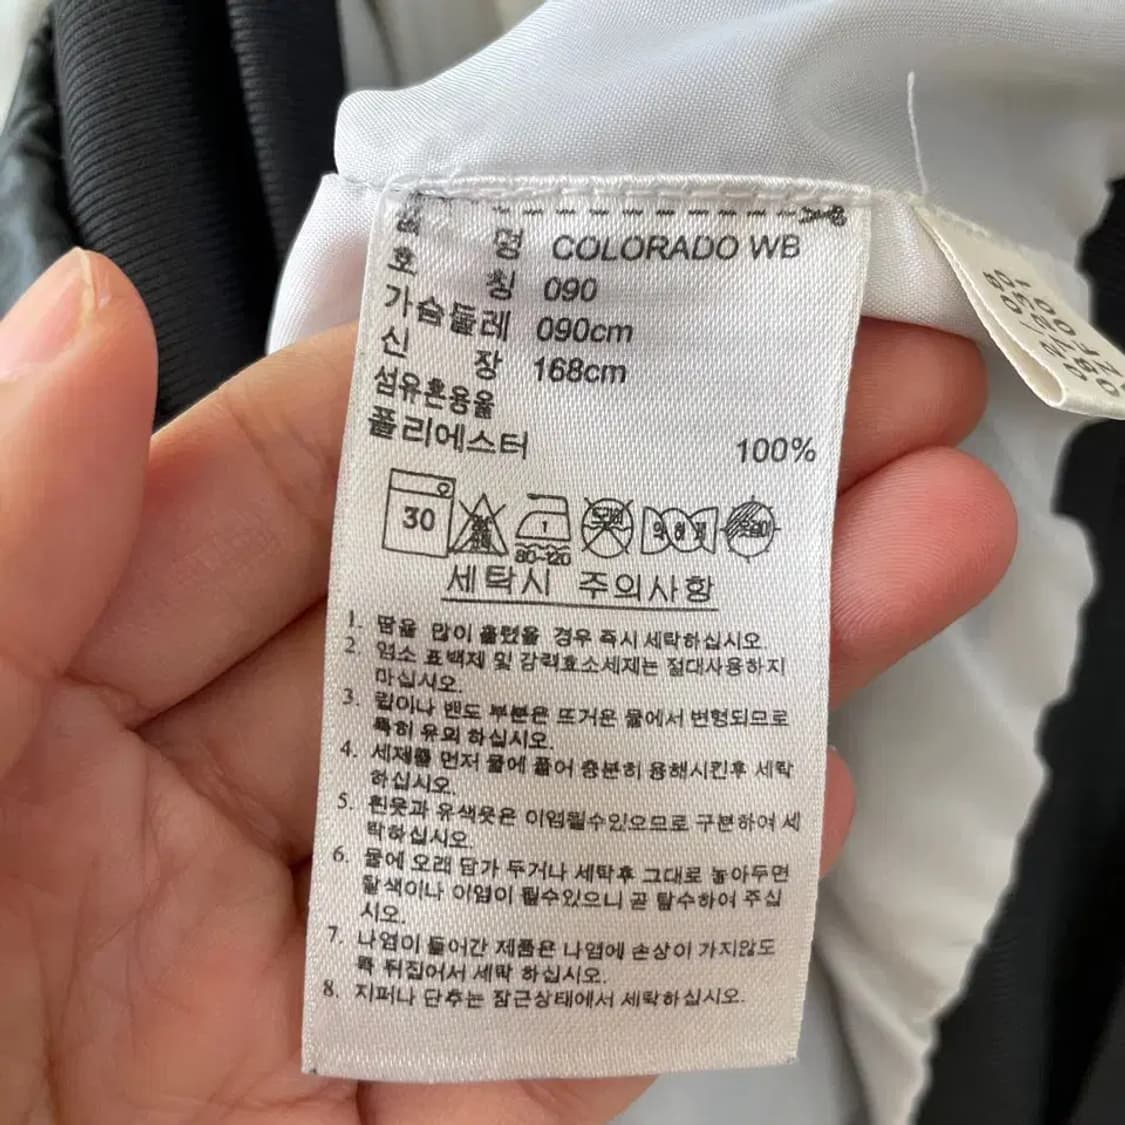 명 COLORADO WB
호 칭 090
가슴둘레 090cm
신 장 168cm
섬유혼용율
폴리에스터 100%
30
1
80~120
세탁시 주의사항
1. 땀을 많이 흘렸을 경우 즉시 세탁하십시오
2. 염소 표백제 및 강력효소세제는 절대사용하지
마십시오.
3. 립이나 밴드 부분은 뜨거운 물에서 변형되므로
특히 유의 하십시오.
4. 세제를 먼저 물에 풀어 충분히 용해시킨후 세탁
하십시오.
5. 흰옷과 유색옷은 이염될수있으므로 구분하여 세
탁하십시오.
6. 물에 오래 담가 두거나 세탁후 그대로 놓아두면
탈색이나 이염이 될수있으니 곧 탈수하여 주십
시오.
7. 나염이 들어간 제품은 나염에 손상이 가지않도
록 뒤집어서 세탁 하십시오.
8. 지퍼나 단추는 잠근상태에서 세탁하십시오.